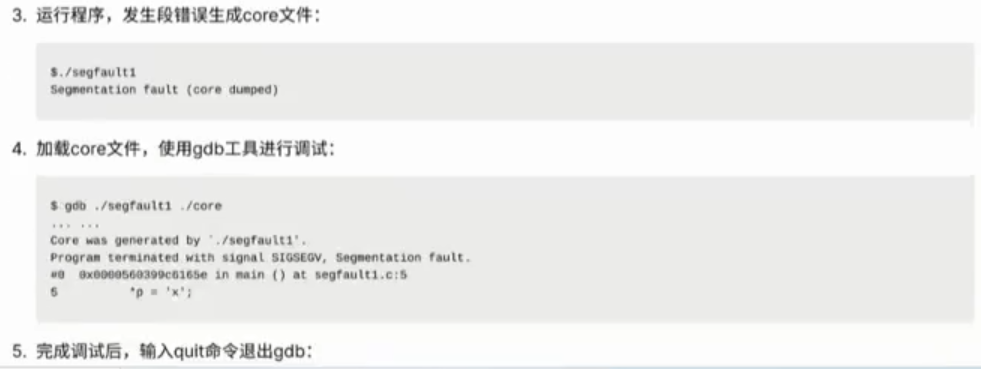 3. 运行程序，发生段错误生成core文件：
$./segfault1
Segmentation fault (core dumped)
4. 加载core文件，使用gdb工具进行调试：
$ gdb ./segfault1 ./core
... ...
Core was generated by `./segfault1'.
Program terminated with signal SIGSEGV, Segmentation fault.
#0 0x0000560399c6165e in main () at segfault1.c:5
5 *p = 'x';
5. 完成调试后，输入quit命令退出gdb：